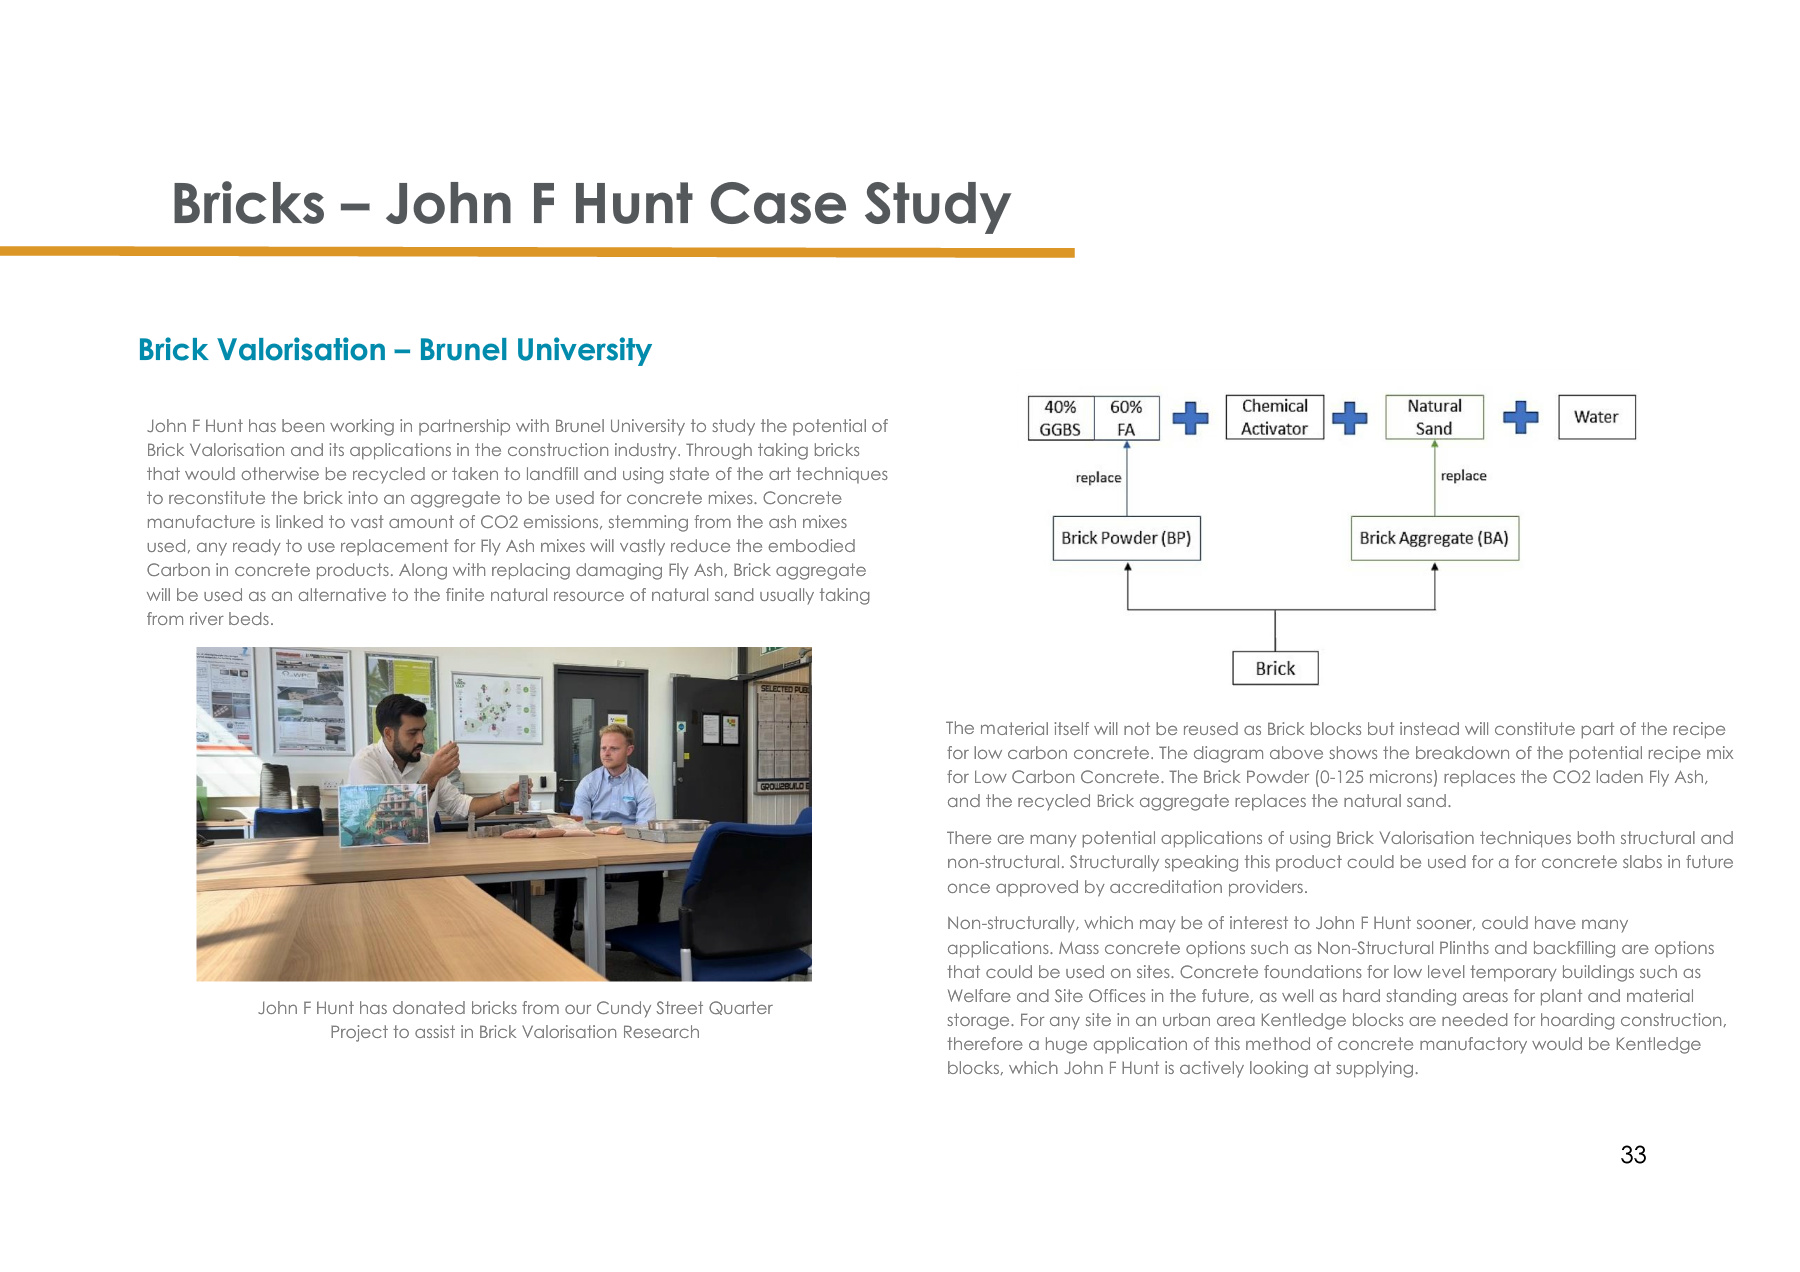 Bricks – John F Hunt Case Study
Brick Valorisation – Brunel University
John F Hunt has been working in partnership with Brunel University to study the potential of
Brick Valorisation and its applications in the construction industry. Through taking bricks
that would otherwise be recycled or taken to landfill and using state of the art techniques
to reconstitute the brick into an aggregate to be used for concrete mixes. Concrete
manufacture is linked to vast amount of CO2 emissions, stemming from the ash mixes
used, any ready to use replacement for Fly Ash mixes will vastly reduce the embodied
Carbon in concrete products. Along with replacing damaging Fly Ash, Brick aggregate
will be used as an alternative to the finite natural resource of natural sand usually taking
from river beds.
SELECTED PUBL
GROW2BUILD
John F Hunt has donated bricks from our Cundy Street Quarter
Project to assist in Brick Valorisation Research
40%
GGBS
60%
FA
Chemical
Activator
Natural
Sand
Water
replace
replace
Brick Powder (BP)
Brick Aggregate (BA)
Brick
The material itself will not be reused as Brick blocks but instead will constitute part of the recipe
for low carbon concrete. The diagram above shows the breakdown of the potential recipe mix
for Low Carbon Concrete. The Brick Powder (0-125 microns) replaces the CO2 laden Fly Ash,
and the recycled Brick aggregate replaces the natural sand.
There are many potential applications of using Brick Valorisation techniques both structural and
non-structural. Structurally speaking this product could be used for a for concrete slabs in future
once approved by accreditation providers.
Non-structurally, which may be of interest to John F Hunt sooner, could have many
applications. Mass concrete options such as Non-Structural Plinths and backfilling are options
that could be used on sites. Concrete foundations for low level temporary buildings such as
Welfare and Site Offices in the future, as well as hard standing areas for plant and material
storage. For any site in an urban area Kentledge blocks are needed for hoarding construction,
therefore a huge application of this method of concrete manufactory would be Kentledge
blocks, which John F Hunt is actively looking at supplying.
33